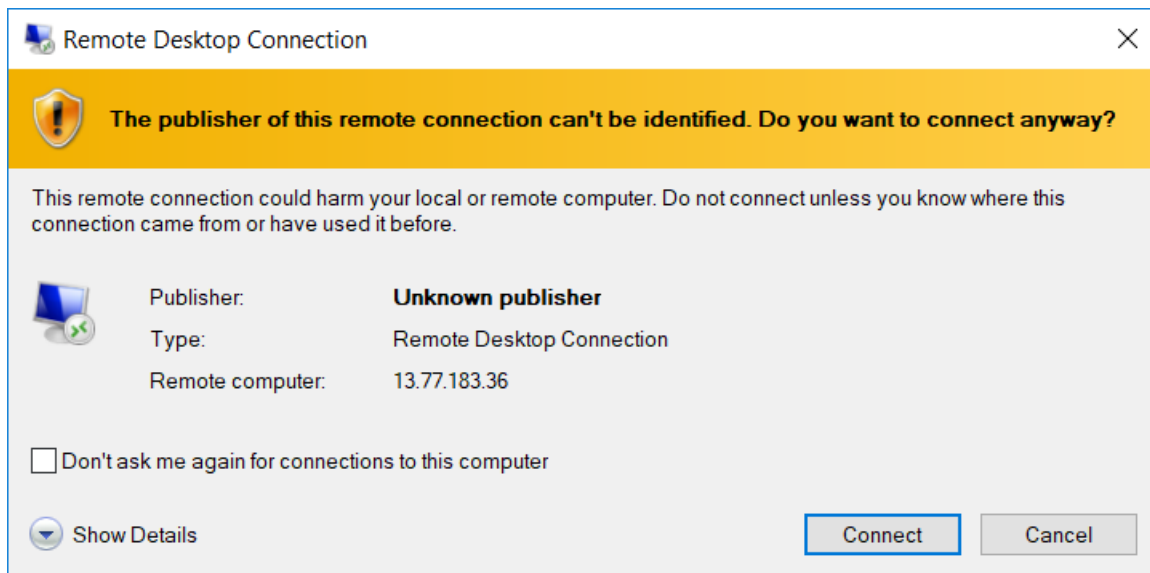 Remote Desktop Connection
The publisher of this remote connection can't be identified. Do you want to connect anyway?
This remote connection could harm your local or remote computer. Do not connect unless you know where this
connection came from or have used it before.
Publisher: Unknown publisher
Type: Remote Desktop Connection
Remote computer: 13.77.183.36
Don't ask me again for connections to this computer
Show Details Connect Cancel